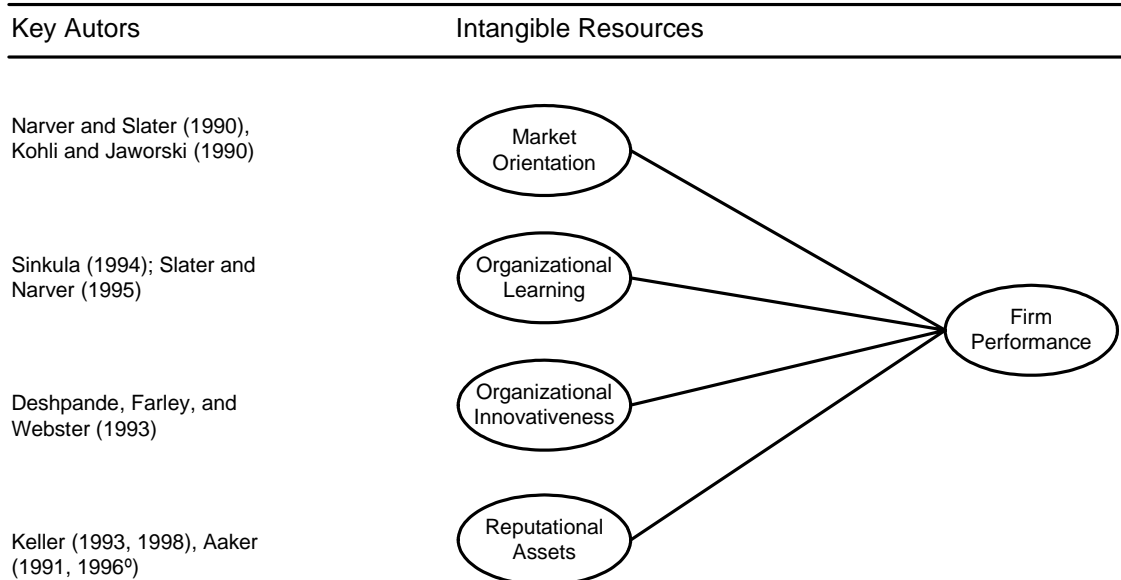 Key Autors
Intangible Resources
Narver and Slater (1990),
Kohli and Jaworski (1990)
Market
Orientation
Sinkula (1994); Slater and
Narver (1995)
Organizational
Learning
Firm
Performance
Deshpande, Farley, and
Webster (1993)
Organizational
Innovativeness
Keller (1993, 1998), Aaker
(1991, 1996º)
Reputational
Assets